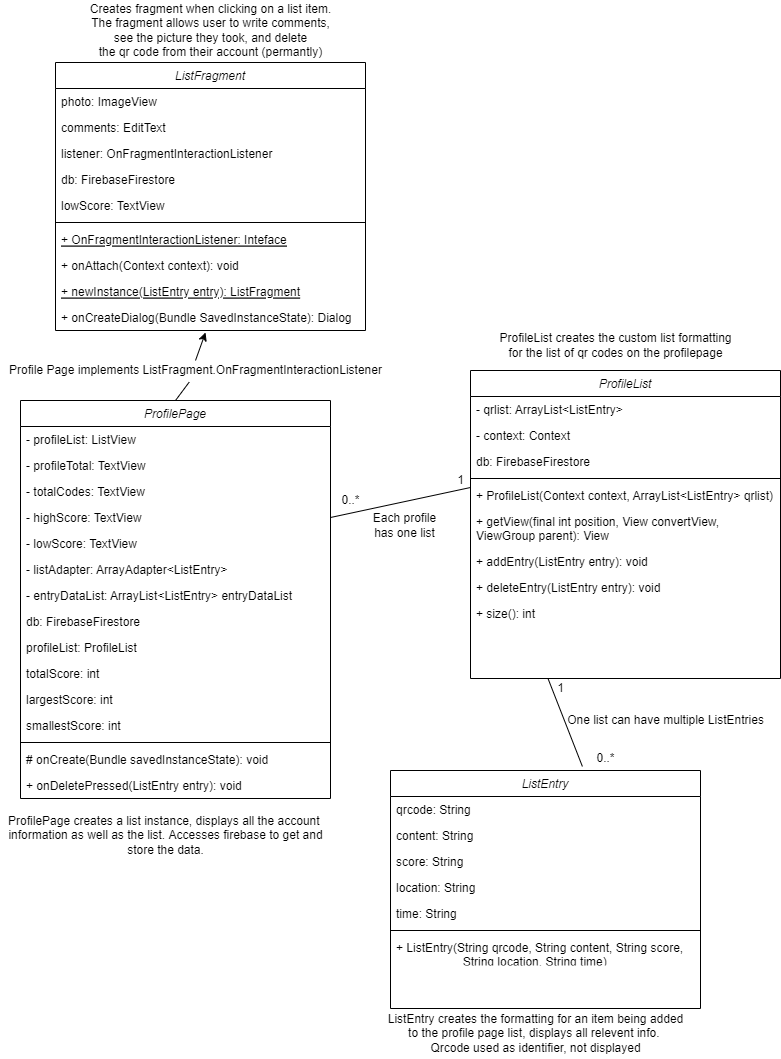 Creates fragment when clicking on a list item.
The fragment allows user to write comments,
see the picture they took, and delete
the qr code from their account (permantly)
ListFragment
photo: ImageView
comments: EditText
listener: OnFragmentInteractionListener
db: FirebaseFirestore
lowScore: TextView
+ OnFragmentInteractionListener: Inteface
+ onAttach(Context context): void
+ newInstance(ListEntry entry): ListFragment
+ onCreateDialog(Bundle SavedInstanceState): Dialog
Profile Page implements ListFragment.OnFragmentInteractionListener
ProfilePage
- profileList: ListView
- profileTotal: TextView
- totalCodes: TextView
- highScore: TextView
- lowScore: TextView
- listAdapter: ArrayAdapter<ListEntry>
- entryDataList: ArrayList<ListEntry> entryDataList
db: FirebaseFirestore
profileList: ProfileList
totalScore: int
largestScore: int
smallestScore: int
# onCreate(Bundle savedInstanceState): void
+ onDeletePressed(ListEntry entry): void
ProfilePage creates a list instance, displays all the account
information as well as the list. Accesses firebase to get and
store the data.
0..*
1
Each profile
has one list
ProfileList creates the custom list formatting
for the list of qr codes on the profilepage
ProfileList
- qrlist: ArrayList<ListEntry>
- context: Context
db: FirebaseFirestore
+ ProfileList(Context context, ArrayList<ListEntry> qrlist)
+ getView(final int position, View convertView,
ViewGroup parent): View
+ addEntry(ListEntry entry): void
+ deleteEntry(ListEntry entry): void
+ size(): int
1
One list can have multiple ListEntries
0..*
ListEntry
qrcode: String
content: String
score: String
location: String
time: String
+ ListEntry(String qrcode, String content, String score,
String location, String time)
ListEntry creates the formatting for an item being added
to the profile page list, displays all relevent info.
Qrcode used as identifier, not displayed